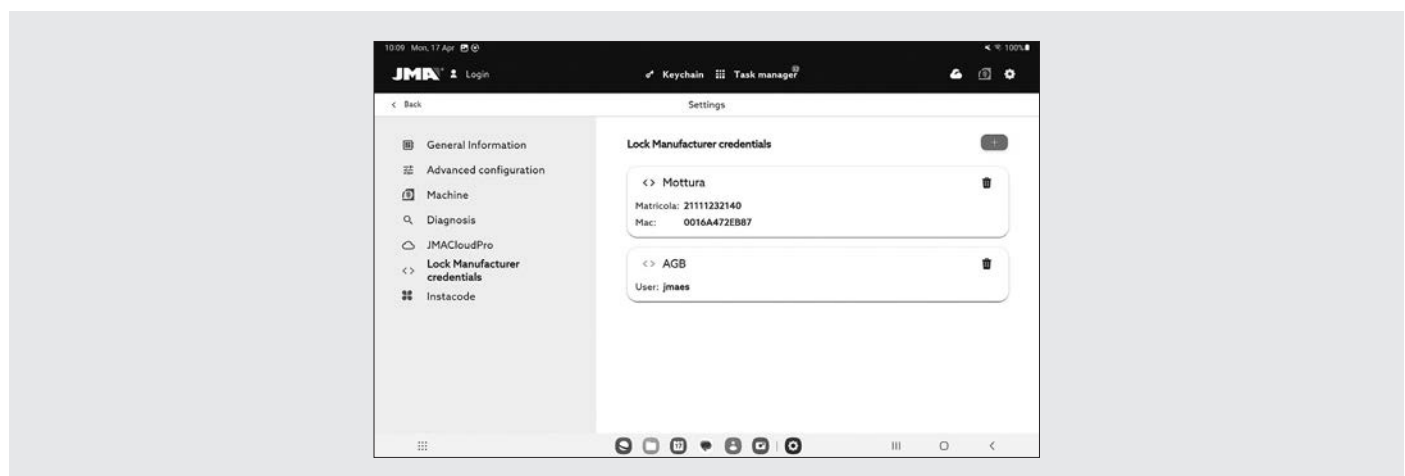 10:09 Mon, 17 Apr
100%
JMA Login
Keychain Task manager
< Back
Settings
General Information
Advanced configuration
Machine
Diagnosis
JMACloudPro
Lock Manufacturer
credentials
Instacode
Lock Manufacturer credentials
+
<> Mottura
Matricola: 21111232140
Mac: 0016A472EB87
<> AGB
User: jmaes